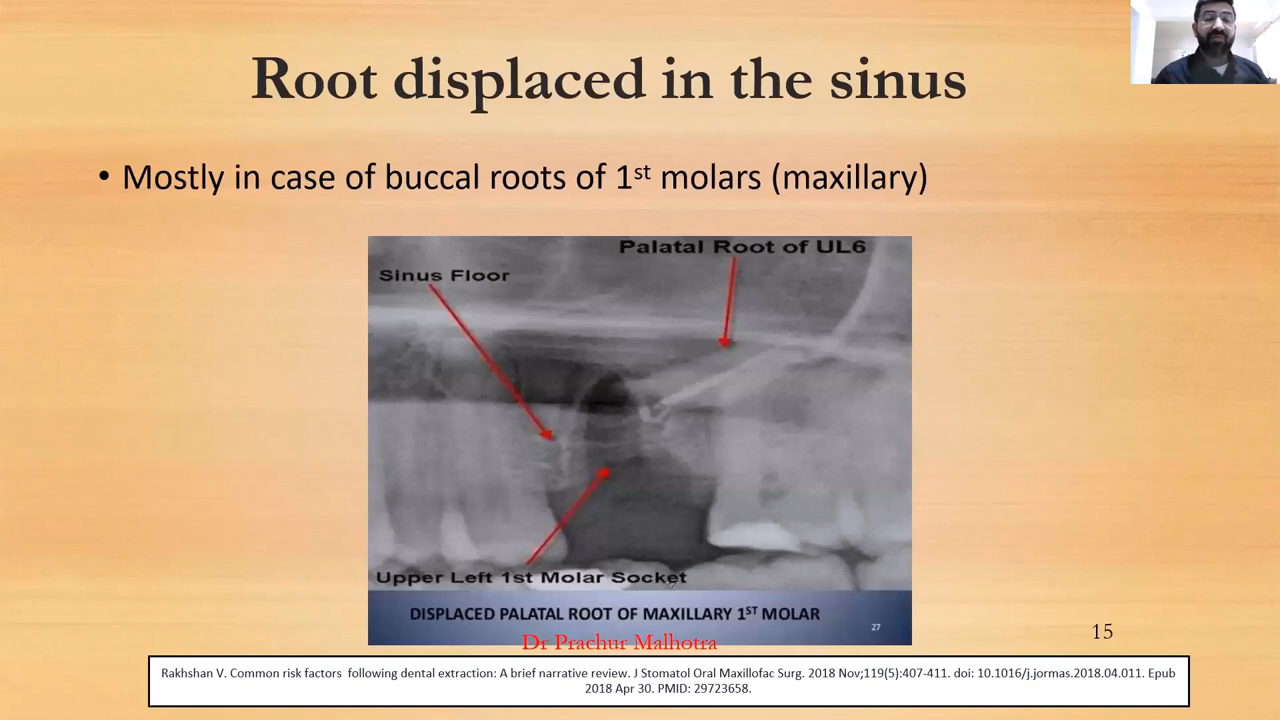 Root displaced in the sinus
• Mostly in case of buccal roots of 1st molars (maxillary)
Palatal Root of UL6
Sinus Floor
Upper Left 1st Molar Socket
DISPLACED PALATAL ROOT OF MAXILLARY 1ST MOLAR
27
Dr Prachur Malhotra
15
Rakhshan V. Common risk factors following dental extraction: A brief narrative review. J Stomatol Oral Maxillofac Surg. 2018 Nov;119(5):407-411. doi: 10.1016/j.jormas.2018.04.011. Epub
2018 Apr 30. PMID: 29723658.